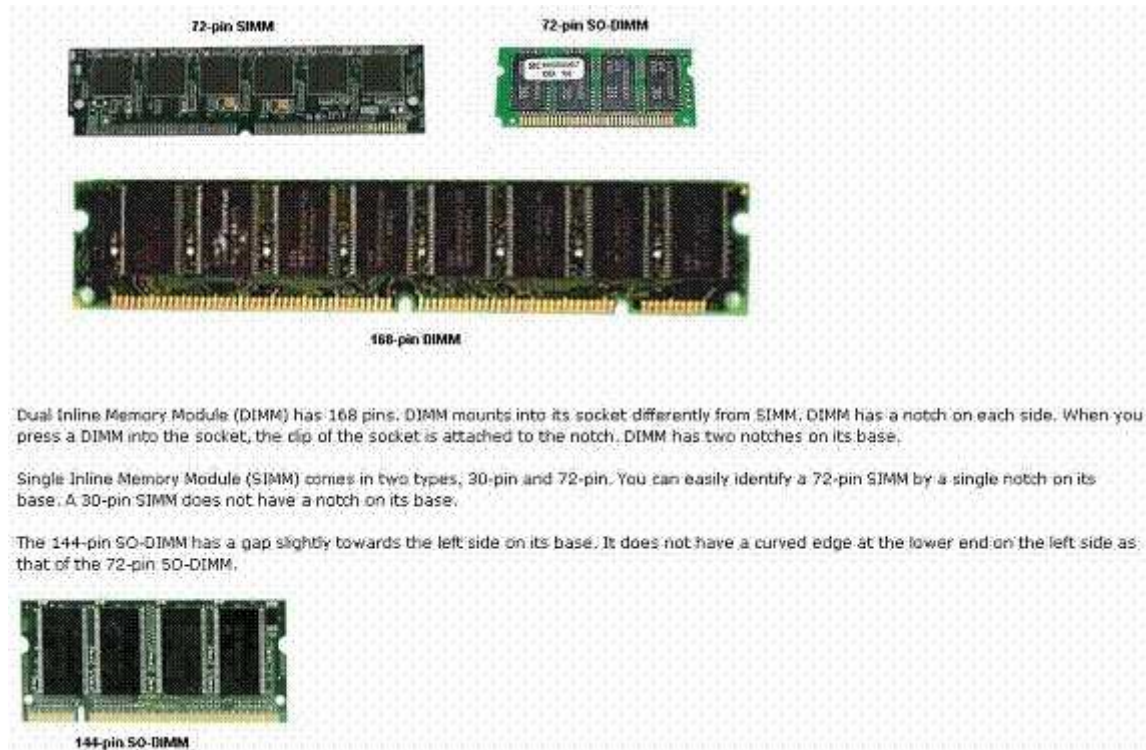 72-pin SIMM
72-pin SO-DIMM
168-pin DIMM
Dual Inline Memory Module (DIMM) has 168 pins. DIMM mounts into its socket differently from SIMM. DIMM has a notch on each side. When you
press a DIMM into the socket, the clip of the socket is attached to the notch. DIMM has two notches on its base.
Single Inline Memory Module (SIMM) comes in two types, 30-pin and 72-pin. You can easily identify a 72-pin SIMM by a single notch on its
base. A 30-pin SIMM does not have a notch on its base.
The 144-pin SO-DIMM has a gap slightly towards the left side on its base. It does not have a curved edge at the lower end on the left side as
that of the 72-pin SO-DIMM.
144-pin SO-DIMM